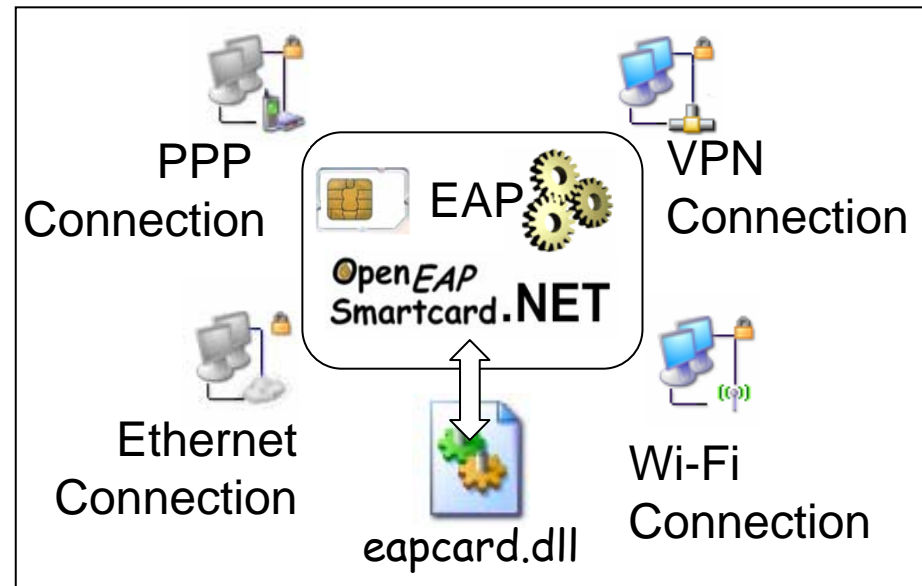 PPP
Connection
VPN
Connection
EAP
OpenEAP
Smartcard.NET
Ethernet
Connection
Wi-Fi
Connection
eapcard.dll